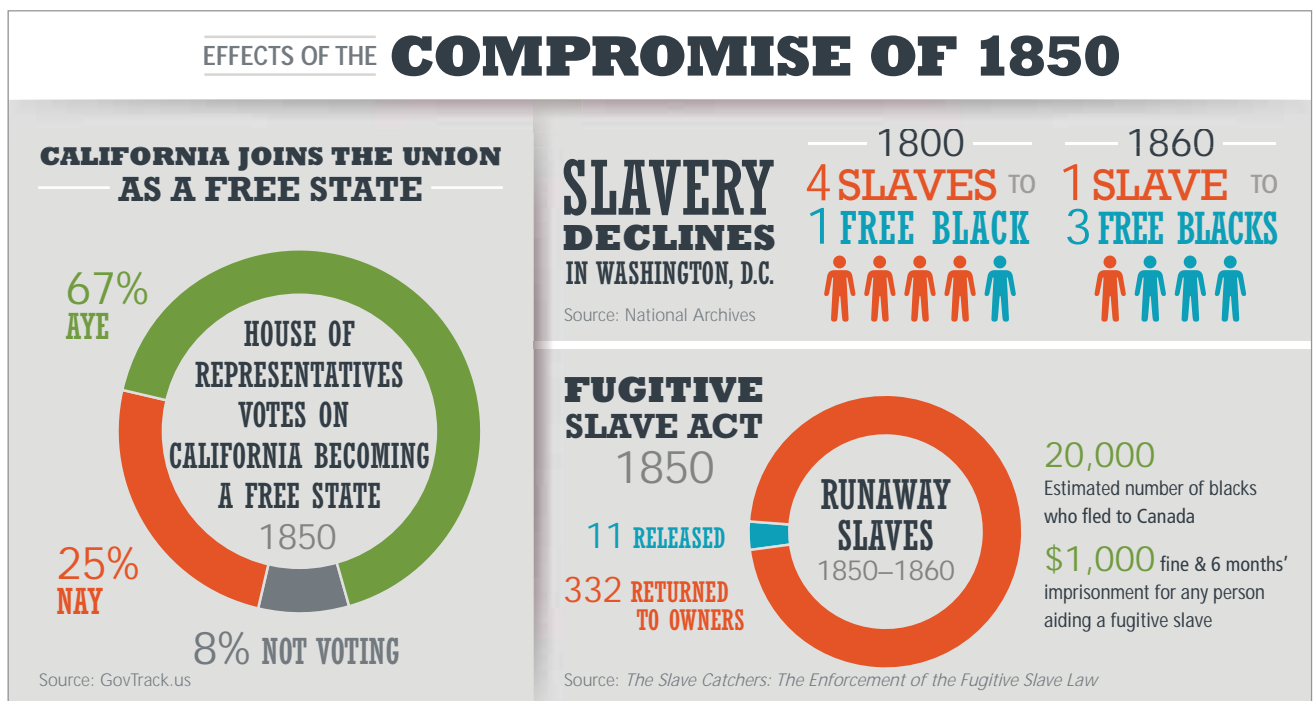 EFFECTS OF THE COMPROMISE OF 1850
CALIFORNIA JOINS THE UNION
AS A FREE STATE
67%
AYE
HOUSE OF
REPRESENTATIVES
VOTES ON
CALIFORNIA BECOMING
A FREE STATE
1850
25%
NAY
8% NOT VOTING
Source: GovTrack.us
SLAVERY
DECLINES
IN WASHINGTON, D.C.
Source: National Archives
1800
4 SLAVES TO
1 FREE BLACK
1860
1 SLAVE TO
3 FREE BLACKS
FUGITIVE
SLAVE ACT
1850
11 RELEASED
332 RETURNED
TO OWNERS
RUNAWAY
SLAVES
1850–1860
20,000
Estimated number of blacks
who fled to Canada
$1,000 fine & 6 months’
imprisonment for any person
aiding a fugitive slave
Source: The Slave Catchers: The Enforcement of the Fugitive Slave Law